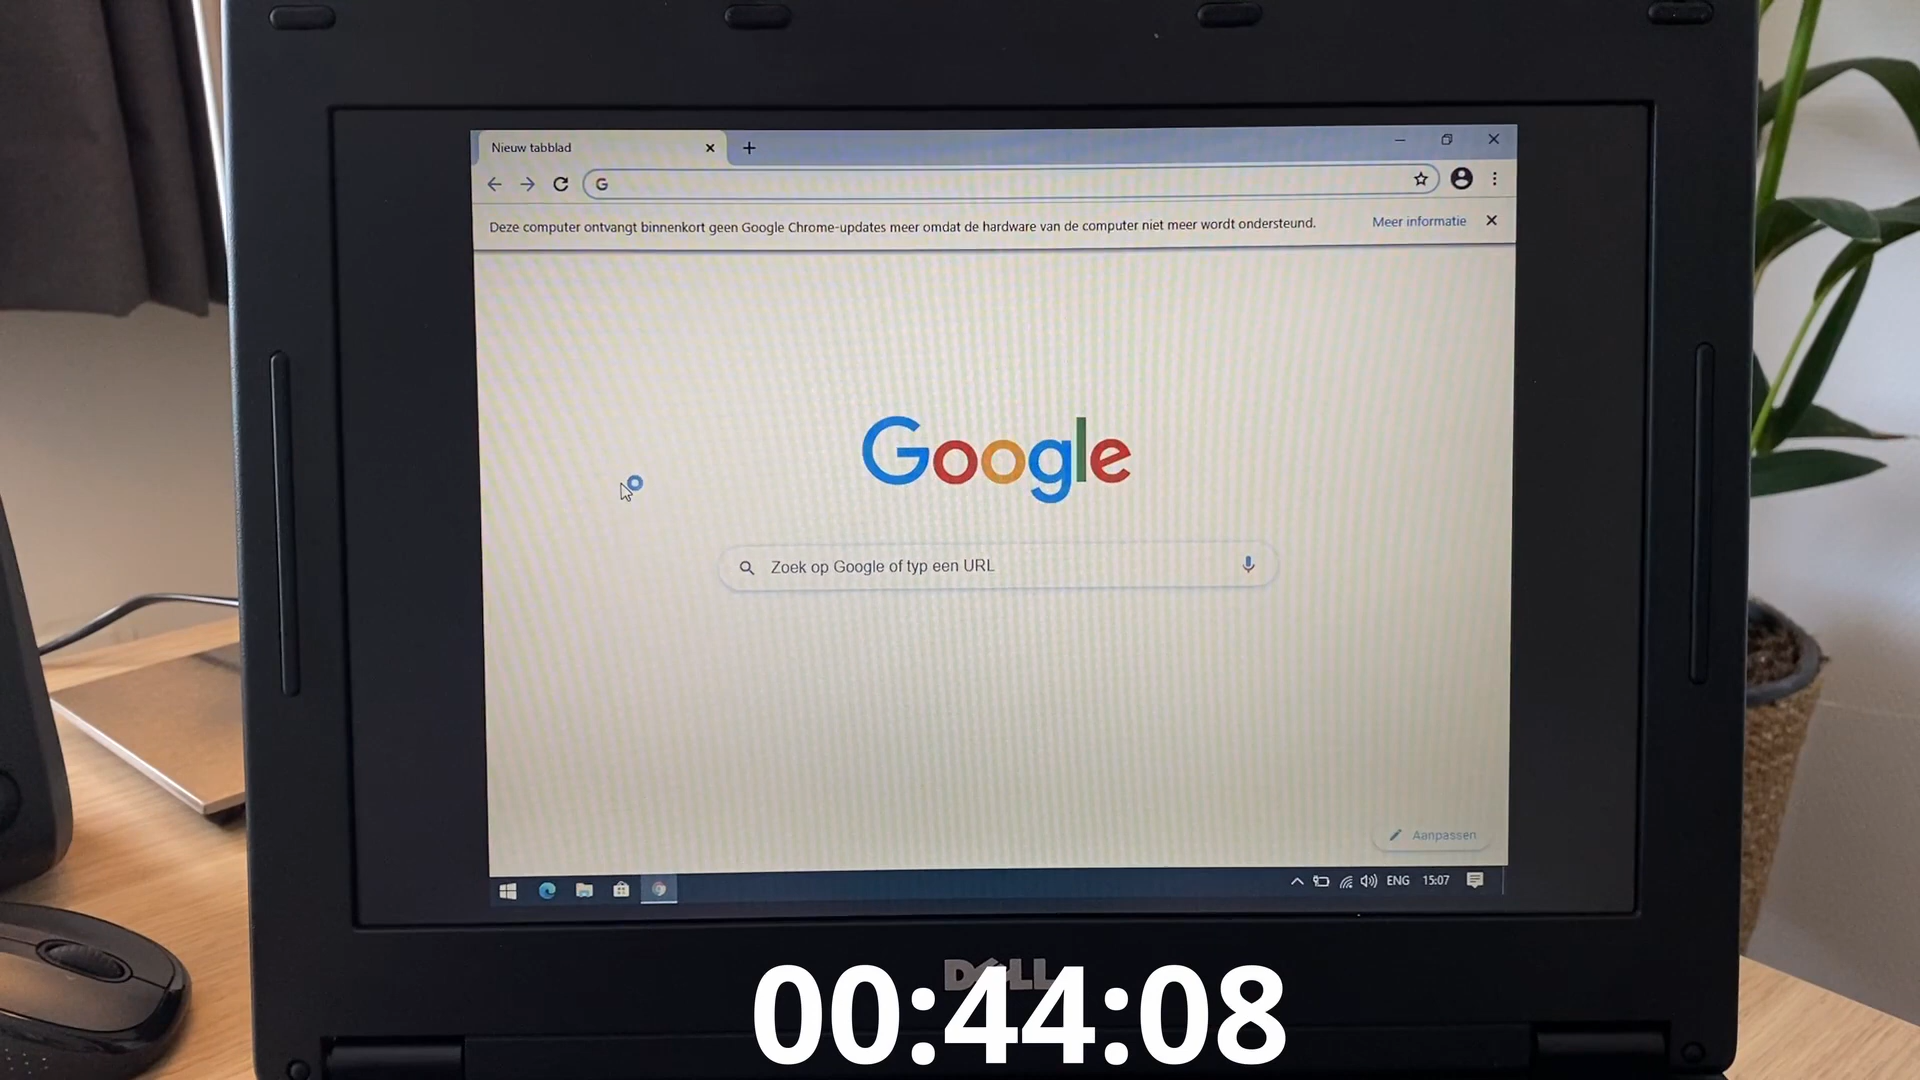 Nieuw tabblad
G
Deze computer ontvangt binnenkort geen Google Chrome-updates meer omdat de hardware van de computer niet meer wordt ondersteund. Meer informatie
Google
Zoek op Google of typ een URL
Aanpassen
ENG 15:07
DELL
00:44:08